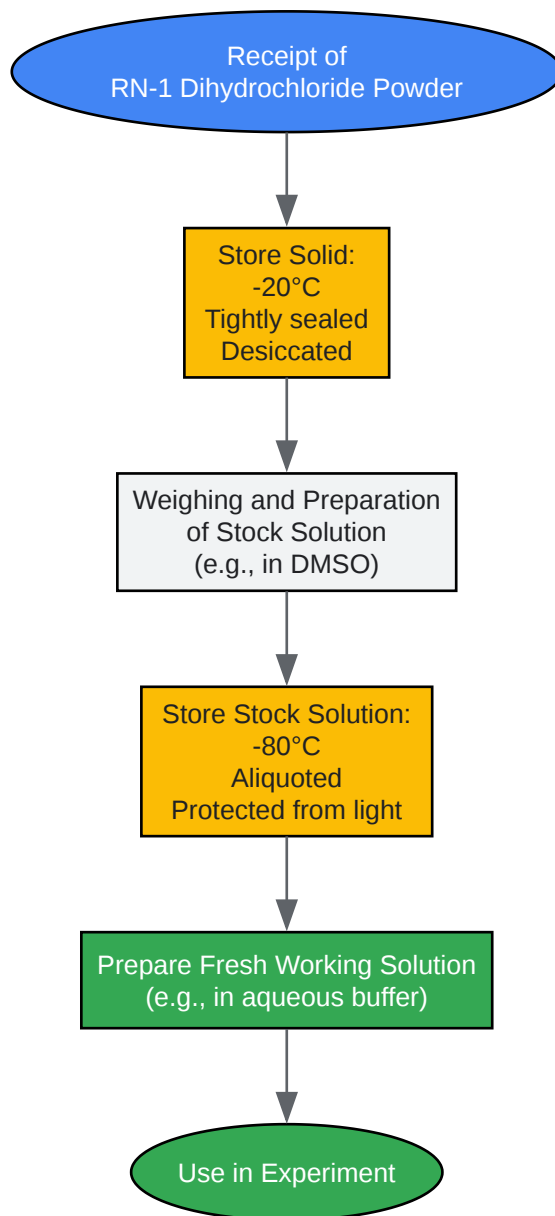 Receipt of
RN-1 Dihydrochloride Powder
Store Solid:
-20°C
Tightly sealed
Desiccated
Weighing and Preparation
of Stock Solution
(e.g., in DMSO)
Store Stock Solution:
-80°C
Aliquoted
Protected from light
Prepare Fresh Working Solution
(e.g., in aqueous buffer)
Use in Experiment